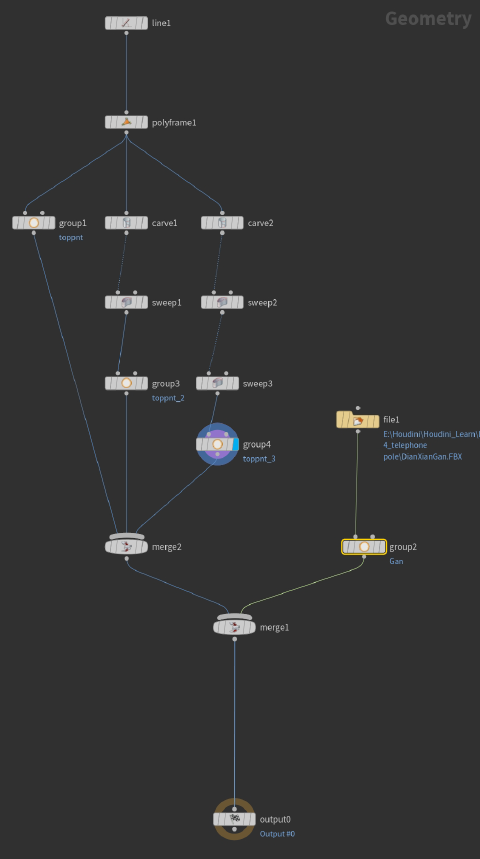 Geometry
line1
polyframe1
group1
toppnt
carve1
carve2
sweep1
sweep2
group3
toppnt_2
sweep3
file1
E:\Houdini\Houdini_Learn\
4_telephone
pole\DianXianGan.FBX
group4
toppnt_3
merge2
group2
Gan
merge1
output0
Output #0